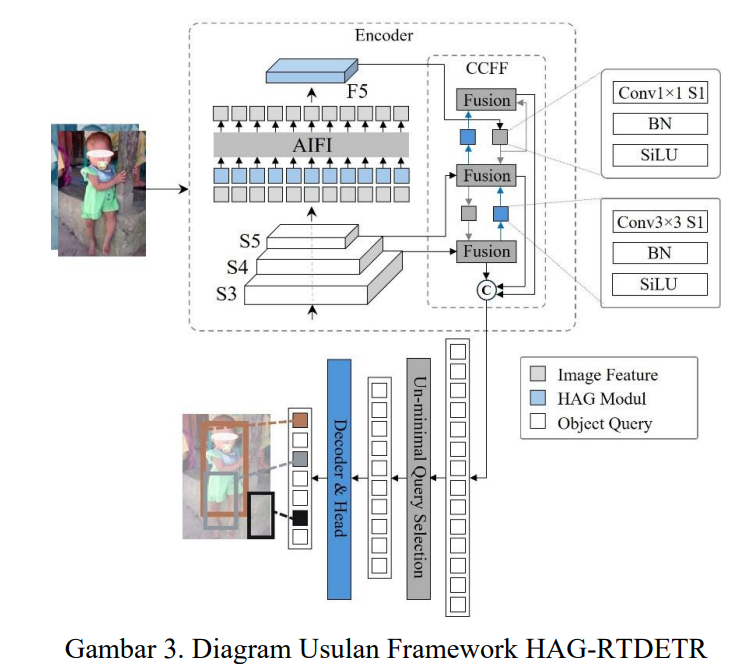 Encoder
CCFF
F5
Fusion
Conv1×1 S1
BN
SiLU
AIFI
Fusion
Conv3×3 S1
BN
SiLU
S5
S4
S3
Fusion
C
Image Feature
HAG Modul
Object Query
Decoder & Head
Un-minimal Query Selection
Gambar 3. Diagram Usulan Framework HAG-RTDETR